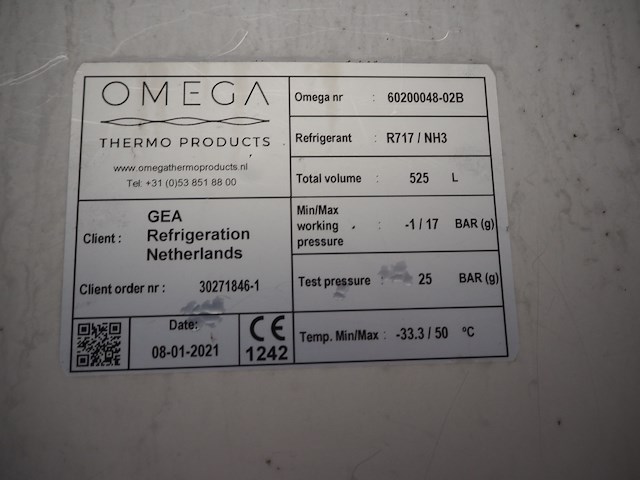 OMEGA
THERMO PRODUCTS
www.omegathermoproducts.nl
Tel: +31 (0)53 851 88 00
Client : GEA Refrigeration Netherlands
Client order nr : 30271846-1
Date:
08-01-2021
CE
1242
Omega nr : 60200048-02B
Refrigerant : R717 / NH3
Total volume : 525 L
Min/Max working pressure : -1 / 17 BAR (g)
Test pressure : 25 BAR (g)
Temp. Min/Max : -33.3 / 50 ºC